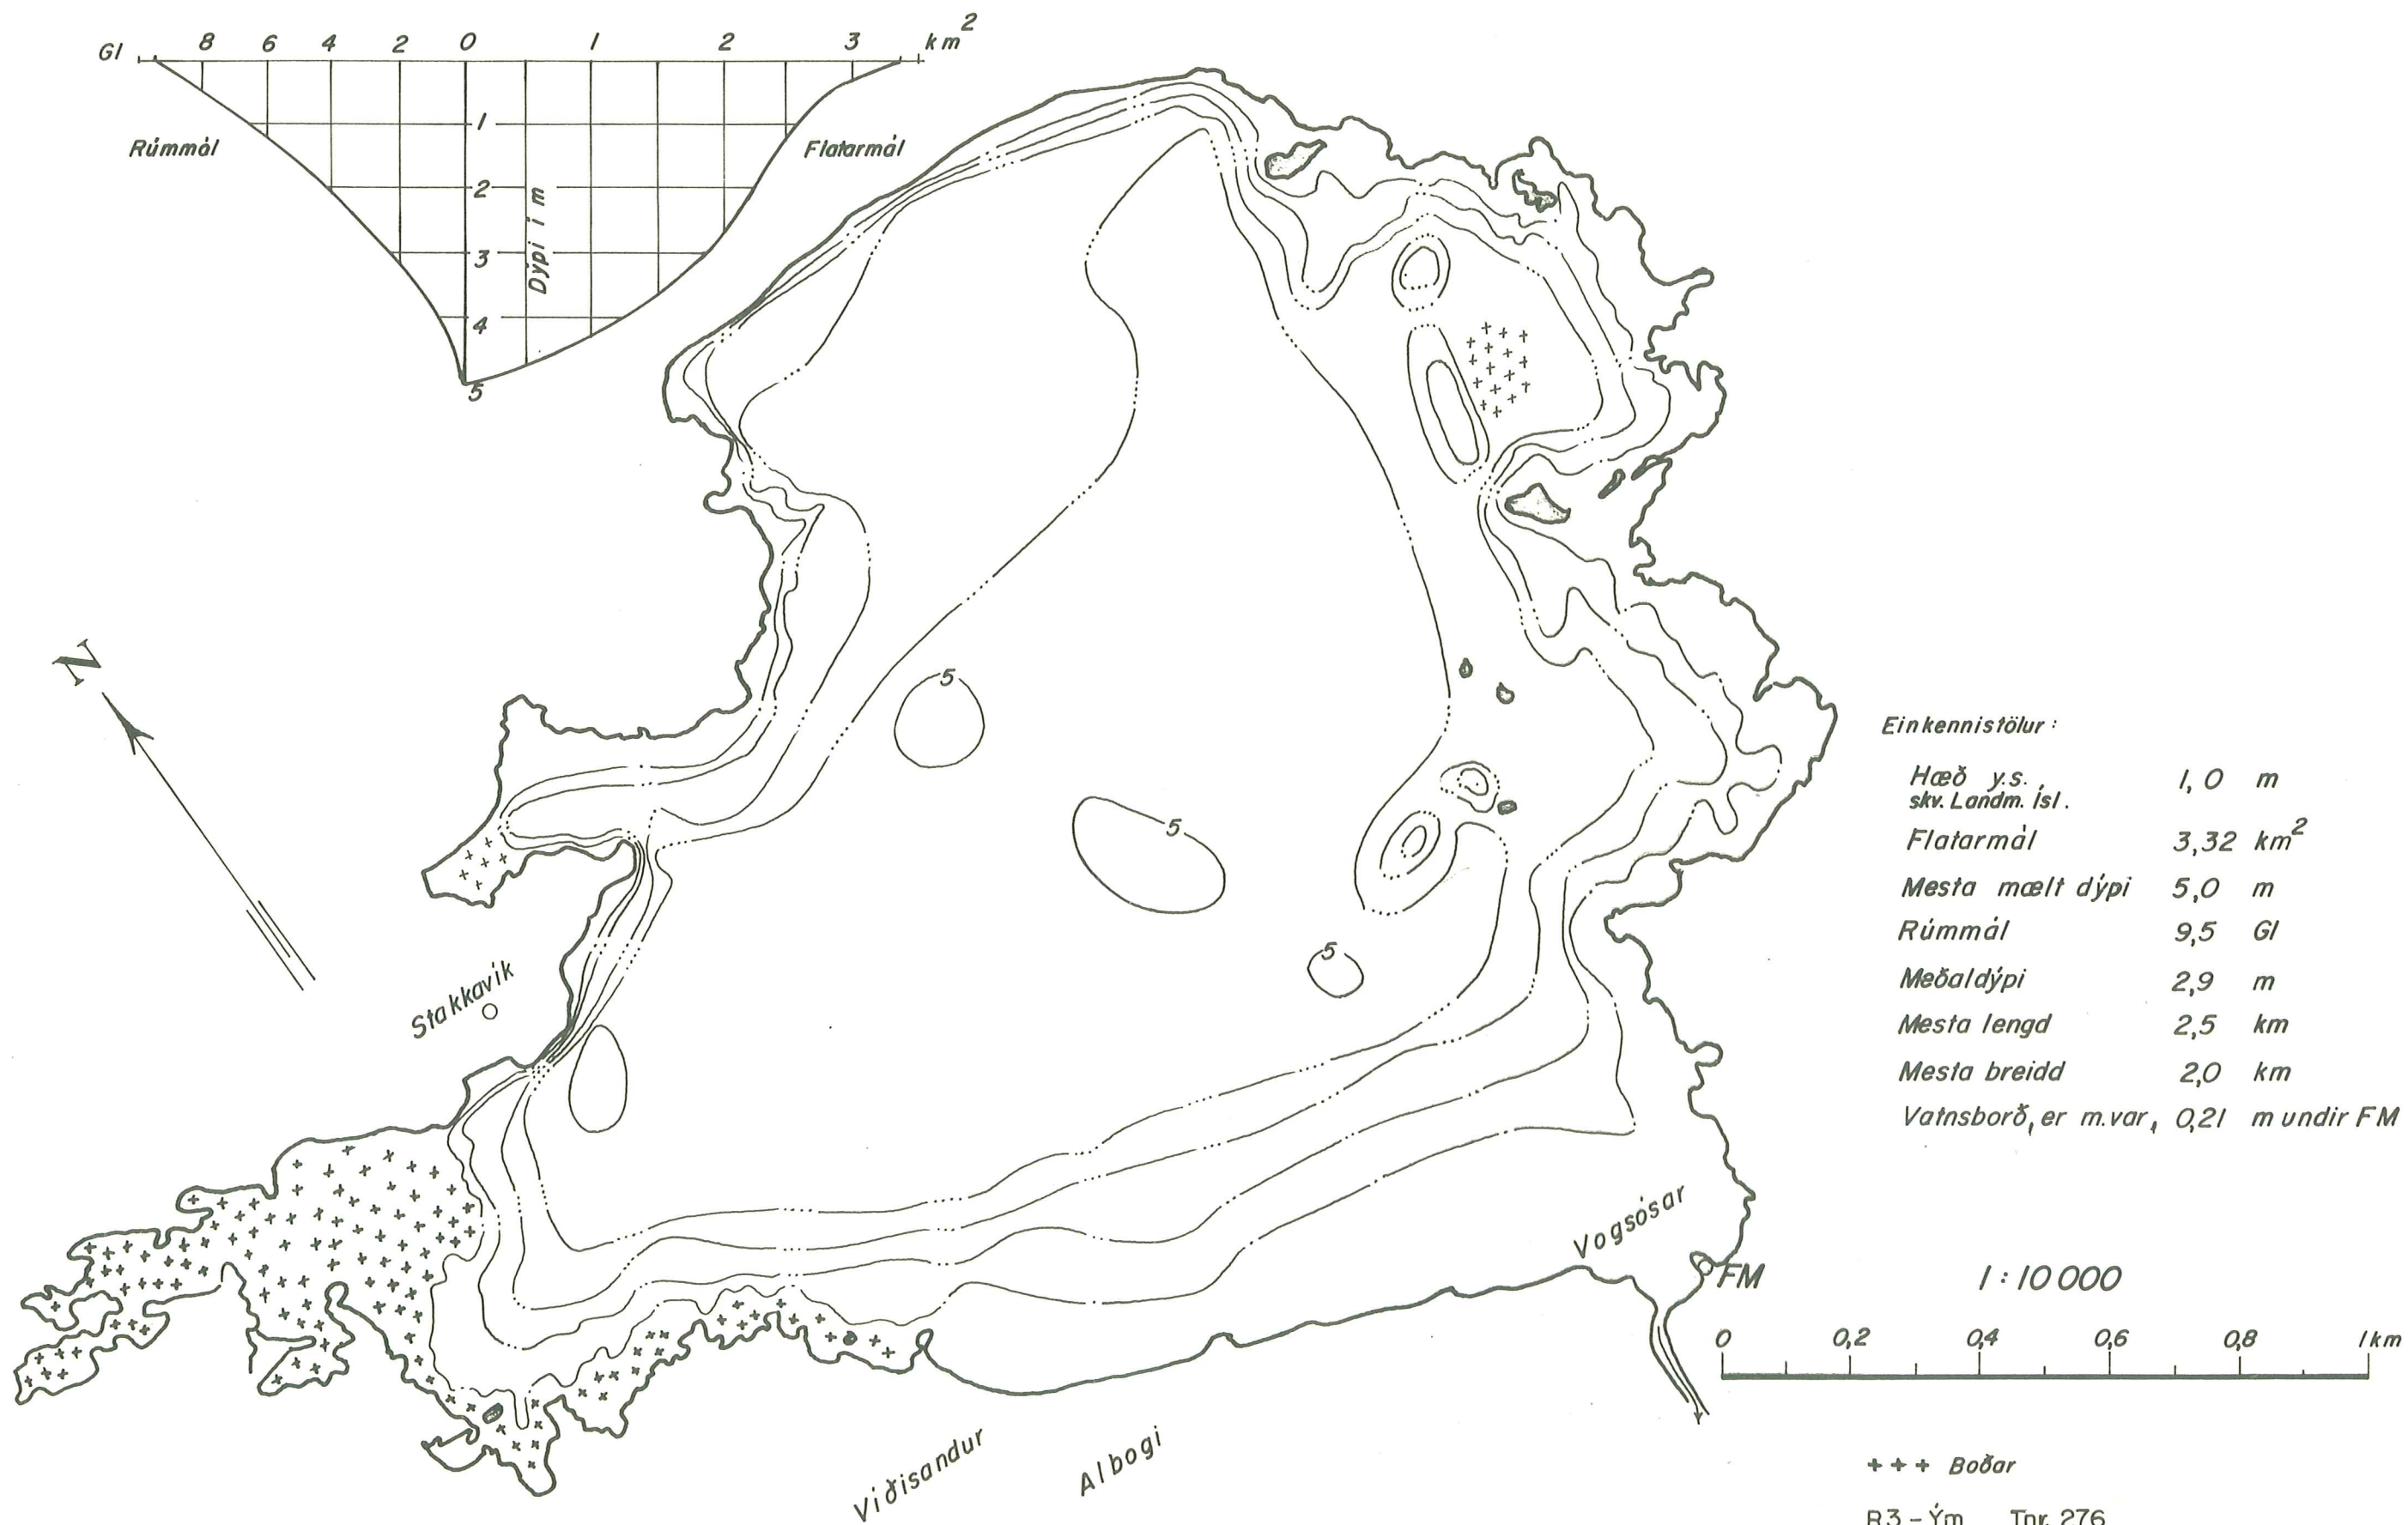 Gl 8 6 4 2 0 1 2 3 km²
1
Rúmmál
Flatarmál
2
Dýpi í m
3
4
5
N
5
5
5
Stakkavík
Einkennistölur:
Hæð y.s. 1,0 m
skv. Landm. Ísl.
Flatarmál 3,32 km²
Mesta mælt dýpi 5,0 m
Rúmmál 9,5 Gl
Meðaldýpi 2,9 m
Mesta lengd 2,5 km
Mesta breidd 2,0 km
Vatnsborð, er m.var, 0,21 m undir FM
Vogsósar
FM
1:10 000
0 0,2 0,4 0,6 0,8 1km
Víðisandur
Albogi
+++ Boðar
R3-Ým Tnr. 276